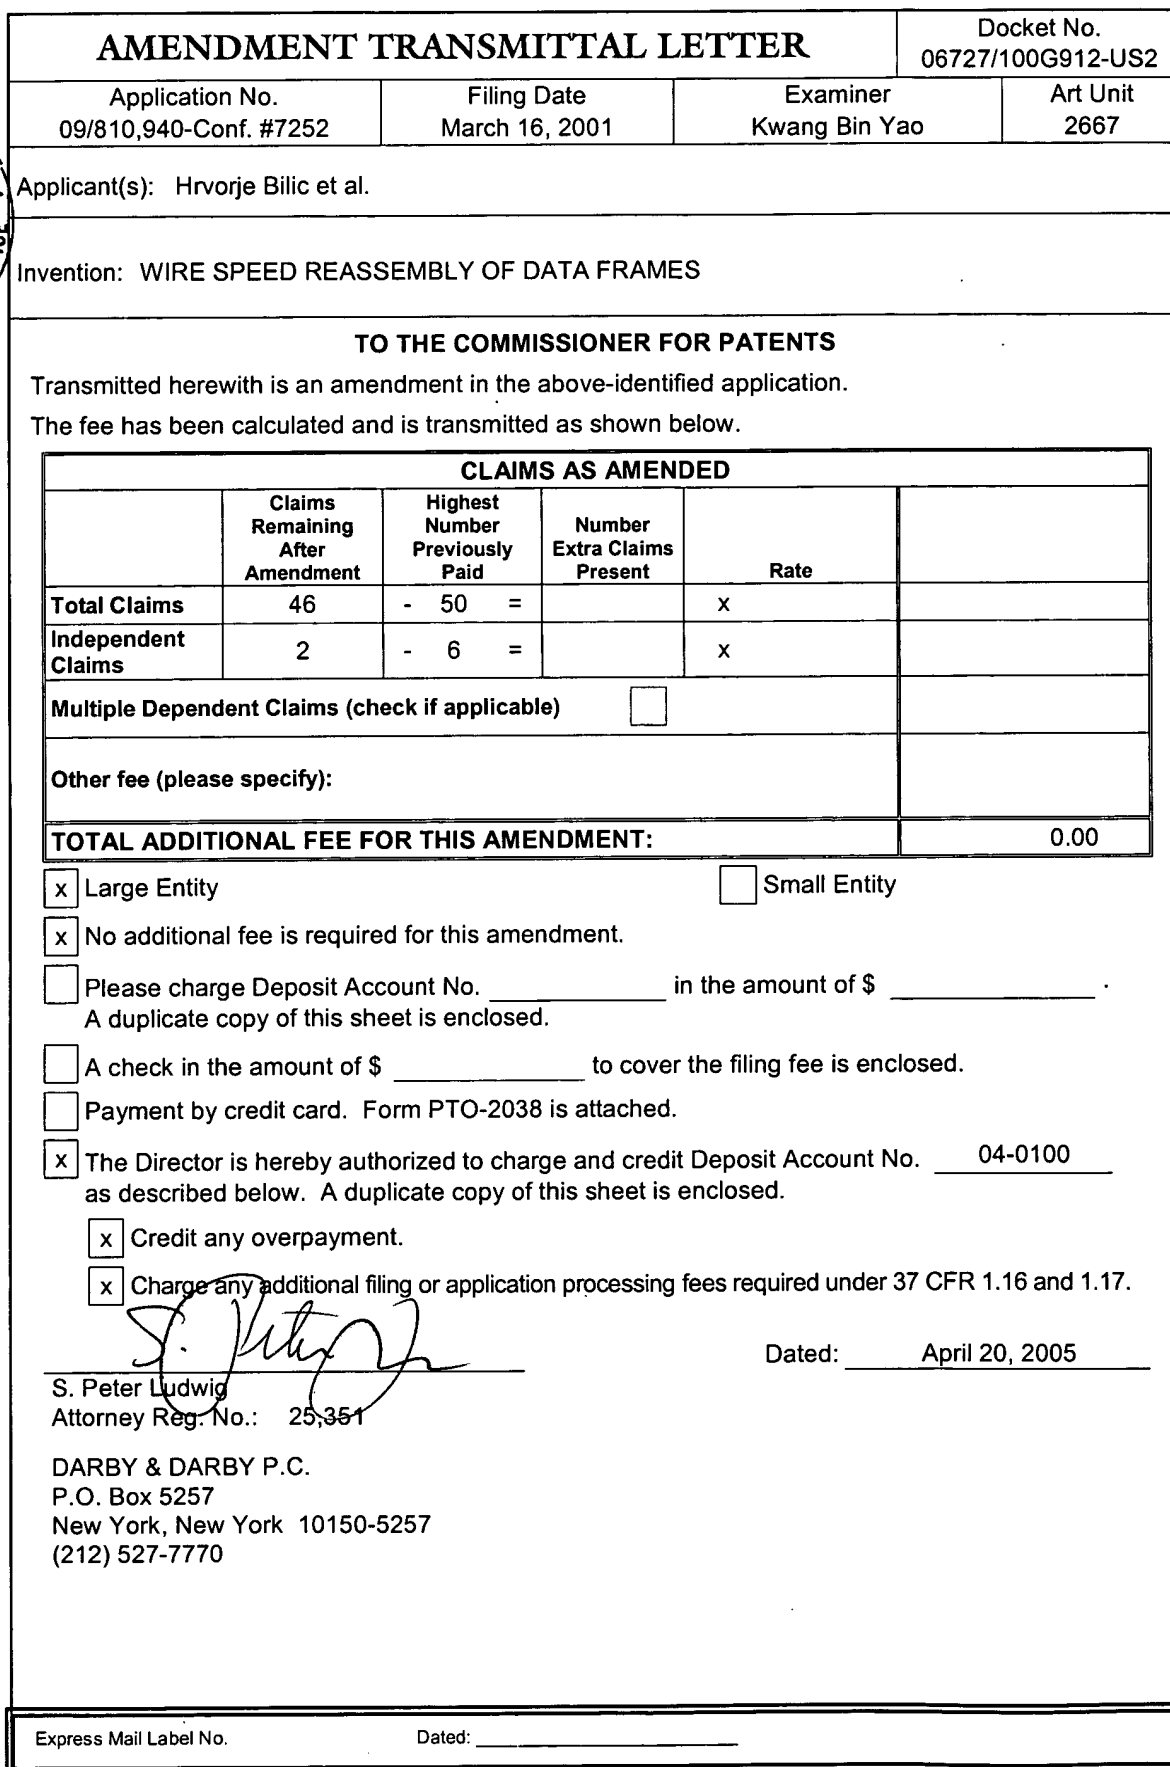 AMENDMENT TRANSMITTAL LETTER
Docket No.
06727/100G912-US2
Application No.
09/810,940-Conf. #7252
Filing Date
March 16, 2001
Examiner
Kwang Bin Yao
Art Unit
2667
Applicant(s): Hrvorje Bilic et al.
Invention: WIRE SPEED REASSEMBLY OF DATA FRAMES
TO THE COMMISSIONER FOR PATENTS
Transmitted herewith is an amendment in the above-identified application.
The fee has been calculated and is transmitted as shown below.
CLAIMS AS AMENDED
Claims
Remaining
After
Amendment
Highest
Number
Previously
Paid
Number
Extra Claims
Present
Rate
Total Claims 46 - 50 = x
Independent
Claims
2 - 6 = x
Multiple Dependent Claims (check if applicable)
Other fee (please specify):
TOTAL ADDITIONAL FEE FOR THIS AMENDMENT: 0.00
x Large Entity Small Entity
x No additional fee is required for this amendment.
Please charge Deposit Account No. in the amount of $ .
A duplicate copy of this sheet is enclosed.
A check in the amount of $ to cover the filing fee is enclosed.
Payment by credit card. Form PTO-2038 is attached.
x The Director is hereby authorized to charge and credit Deposit Account No. 04-0100
as described below. A duplicate copy of this sheet is enclosed.
x Credit any overpayment.
x Charge any additional filing or application processing fees required under 37 CFR 1.16 and 1.17.
Dated: April 20, 2005
S. Peter Ludwig
Attorney Reg. No.: 25,351
DARBY & DARBY P.C.
P.O. Box 5257
New York, New York 10150-5257
(212) 527-7770
Express Mail Label No. Dated: